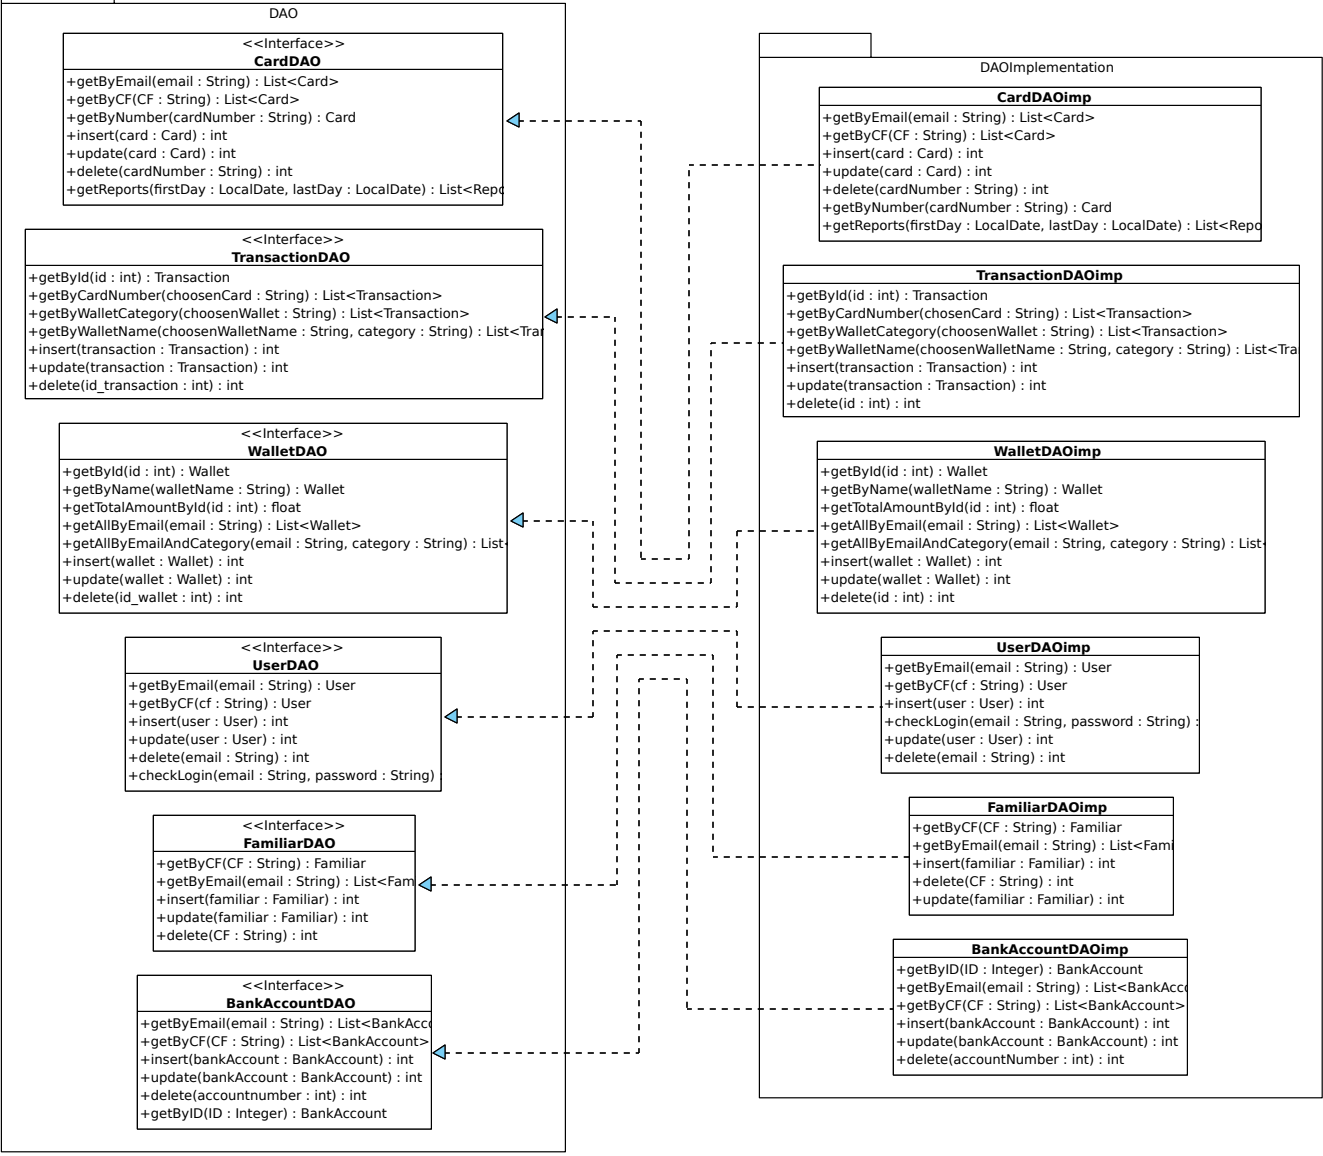 DAO
<<Interface>>
CardDAO
+getByEmail(email : String) : List<Card>
+getByCF(CF : String) : List<Card>
+getByNumber(cardNumber : String) : Card
+insert(card : Card) : int
+update(card : Card) : int
+delete(cardNumber : String) : int
+getReports(firstDay : LocalDate, lastDay : LocalDate) : List<Repo
<<Interface>>
TransactionDAO
+getById(id : int) : Transaction
+getByCardNumber(choosenCard : String) : List<Transaction>
+getByWalletCategory(choosenWallet : String) : List<Transaction>
+getByWalletName(choosenWalletName : String, category : String) : List<Tran
+insert(transaction : Transaction) : int
+update(transaction : Transaction) : int
+delete(id_transaction : int) : int
<<Interface>>
WalletDAO
+getById(id : int) : Wallet
+getByName(walletName : String) : Wallet
+getTotalAmountById(id : int) : float
+getAllByEmail(email : String) : List<Wallet>
+getAllByEmailAndCategory(email : String, category : String) : List<
+insert(wallet : Wallet) : int
+update(wallet : Wallet) : int
+delete(id_wallet : int) : int
<<Interface>>
UserDAO
+getByEmail(email : String) : User
+getByCF(cf : String) : User
+insert(user : User) : int
+update(user : User) : int
+delete(email : String) : int
+checkLogin(email : String, password : String) :
<<Interface>>
FamiliarDAO
+getByCF(CF : String) : Familiar
+getByEmail(email : String) : List<Fam
+insert(familiar : Familiar) : int
+update(familiar : Familiar) : int
+delete(CF : String) : int
<<Interface>>
BankAccountDAO
+getByEmail(email : String) : List<BankAcc
+getByCF(CF : String) : List<BankAccount>
+insert(bankAccount : BankAccount) : int
+update(bankAccount : BankAccount) : int
+delete(accountnumber : int) : int
+getByID(ID : Integer) : BankAccount
DAOImplementation
CardDAOimp
+getByEmail(email : String) : List<Card>
+getByCF(CF : String) : List<Card>
+insert(card : Card) : int
+update(card : Card) : int
+delete(cardNumber : String) : int
+getByNumber(cardNumber : String) : Card
+getReports(firstDay : LocalDate, lastDay : LocalDate) : List<Repo
TransactionDAOimp
+getById(id : int) : Transaction
+getByCardNumber(chosenCard : String) : List<Transaction>
+getByWalletCategory(choosenWallet : String) : List<Transaction>
+getByWalletName(choosenWalletName : String, category : String) : List<Tra
+insert(transaction : Transaction) : int
+update(transaction : Transaction) : int
+delete(id : int) : int
WalletDAOimp
+getById(id : int) : Wallet
+getByName(walletName : String) : Wallet
+getTotalAmountById(id : int) : float
+getAllByEmail(email : String) : List<Wallet>
+getAllByEmailAndCategory(email : String, category : String) : List<
+insert(wallet : Wallet) : int
+update(wallet : Wallet) : int
+delete(id : int) : int
UserDAOimp
+getByEmail(email : String) : User
+getByCF(cf : String) : User
+insert(user : User) : int
+checkLogin(email : String, password : String) :
+update(user : User) : int
+delete(email : String) : int
FamiliarDAOimp
+getByCF(CF : String) : Familiar
+getByEmail(email : String) : List<Fami
+insert(familiar : Familiar) : int
+delete(CF : String) : int
+update(familiar : Familiar) : int
BankAccountDAOimp
+getByID(ID : Integer) : BankAccount
+getByEmail(email : String) : List<BankAcc
+getByCF(CF : String) : List<BankAccount>
+insert(bankAccount : BankAccount) : int
+update(bankAccount : BankAccount) : int
+delete(accountNumber : int) : int